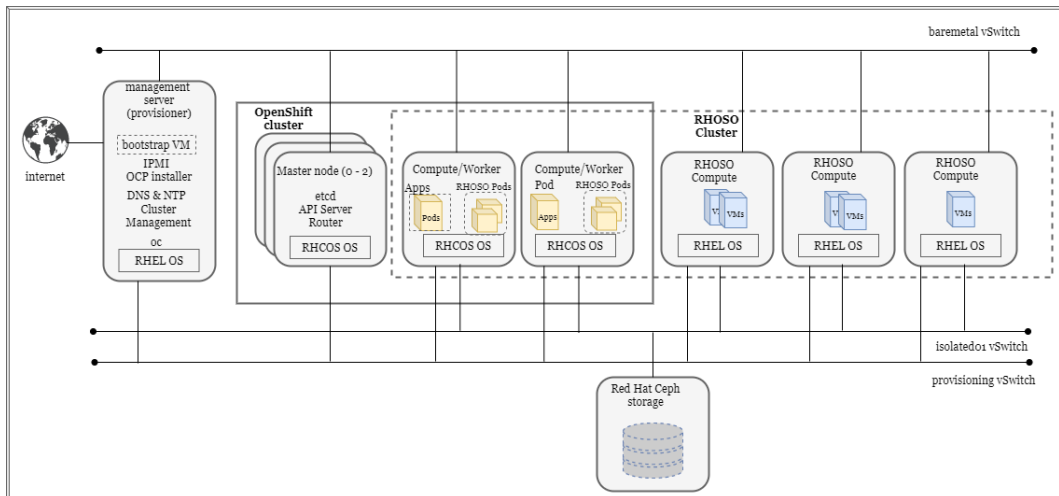 baremetal vSwitch
internet
management
server
(provisioner)
bootstrap VM
IPMI
OCP installer
DNS & NTP
Cluster
Management
oc
RHEL OS
OpenShift
cluster
Master node (0 - 2)
etcd
API Server
Router
RHCOS OS
RHOSO
Cluster
Compute/Worker
Apps
RHOSO Pods
Pods
RHCOS OS
Compute/Worker
Pod
RHOSO Pods
Apps
RHCOS OS
RHOSO
Compute
VMs
RHEL OS
RHOSO
Compute
VMs
RHEL OS
RHOSO
Compute
VMs
RHEL OS
isolated01 vSwitch
provisioning vSwitch
Red Hat Ceph
storage